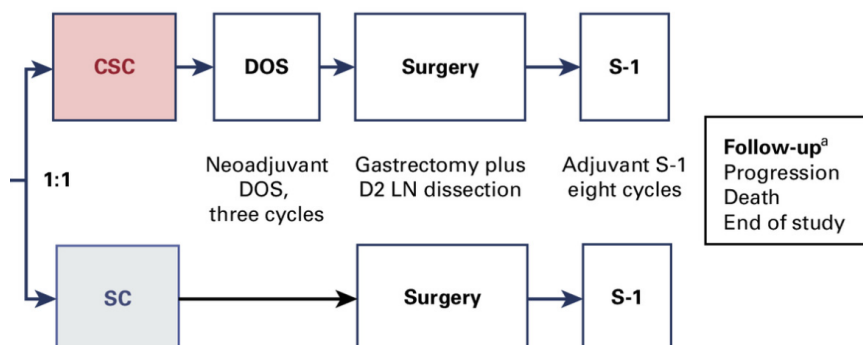 CSC
DOS
Surgery
S-1
1:1
Neoadjuvant
DOS,
three cycles
Gastrectomy plus
D2 LN dissection
Adjuvant S-1
eight cycles
Follow-upᵃ
Progression
Death
End of study
SC
Surgery
S-1